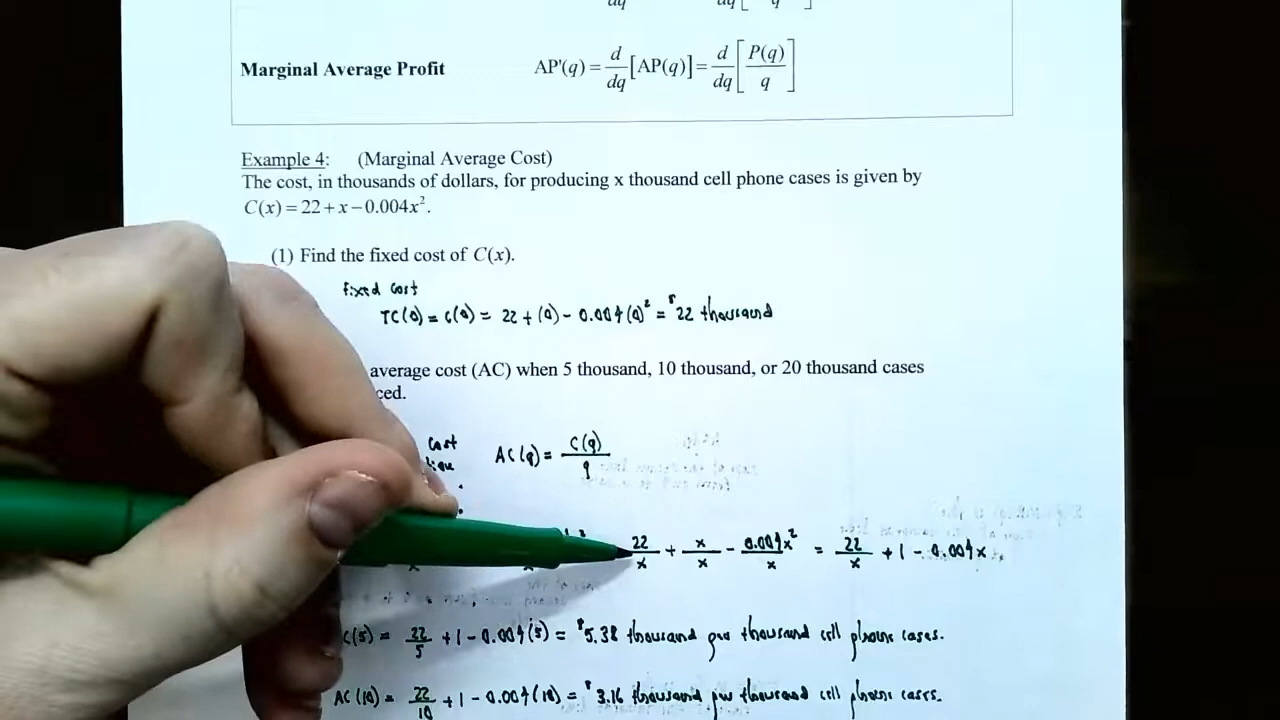 Marginal Average Profit AP'(q) = d/dq [AP(q)] = d/dq [P(q)/q]
Example 4: (Marginal Average Cost)
The cost, in thousands of dollars, for producing x thousand cell phone cases is given by
C(x) = 22 + x − 0.004x².
(1) Find the fixed cost of C(x).
fixed cost
TC(0) = C(0) = 22 + (0) - 0.004(0)² = $22 thousand
average cost (AC) when 5 thousand, 10 thousand, or 20 thousand cases
ced.
cost AC(q) = C(q)/q
22/x + x/x - 0.004x²/x = 22/x + 1 - 0.004x.
C(5) = 22/5 + 1 - 0.004(5) = $5.38 thousand per thousand cell phone cases.
AC(10) = 22/10 + 1 - 0.004(10) = $3.16 thousand per thousand cell phone cases.